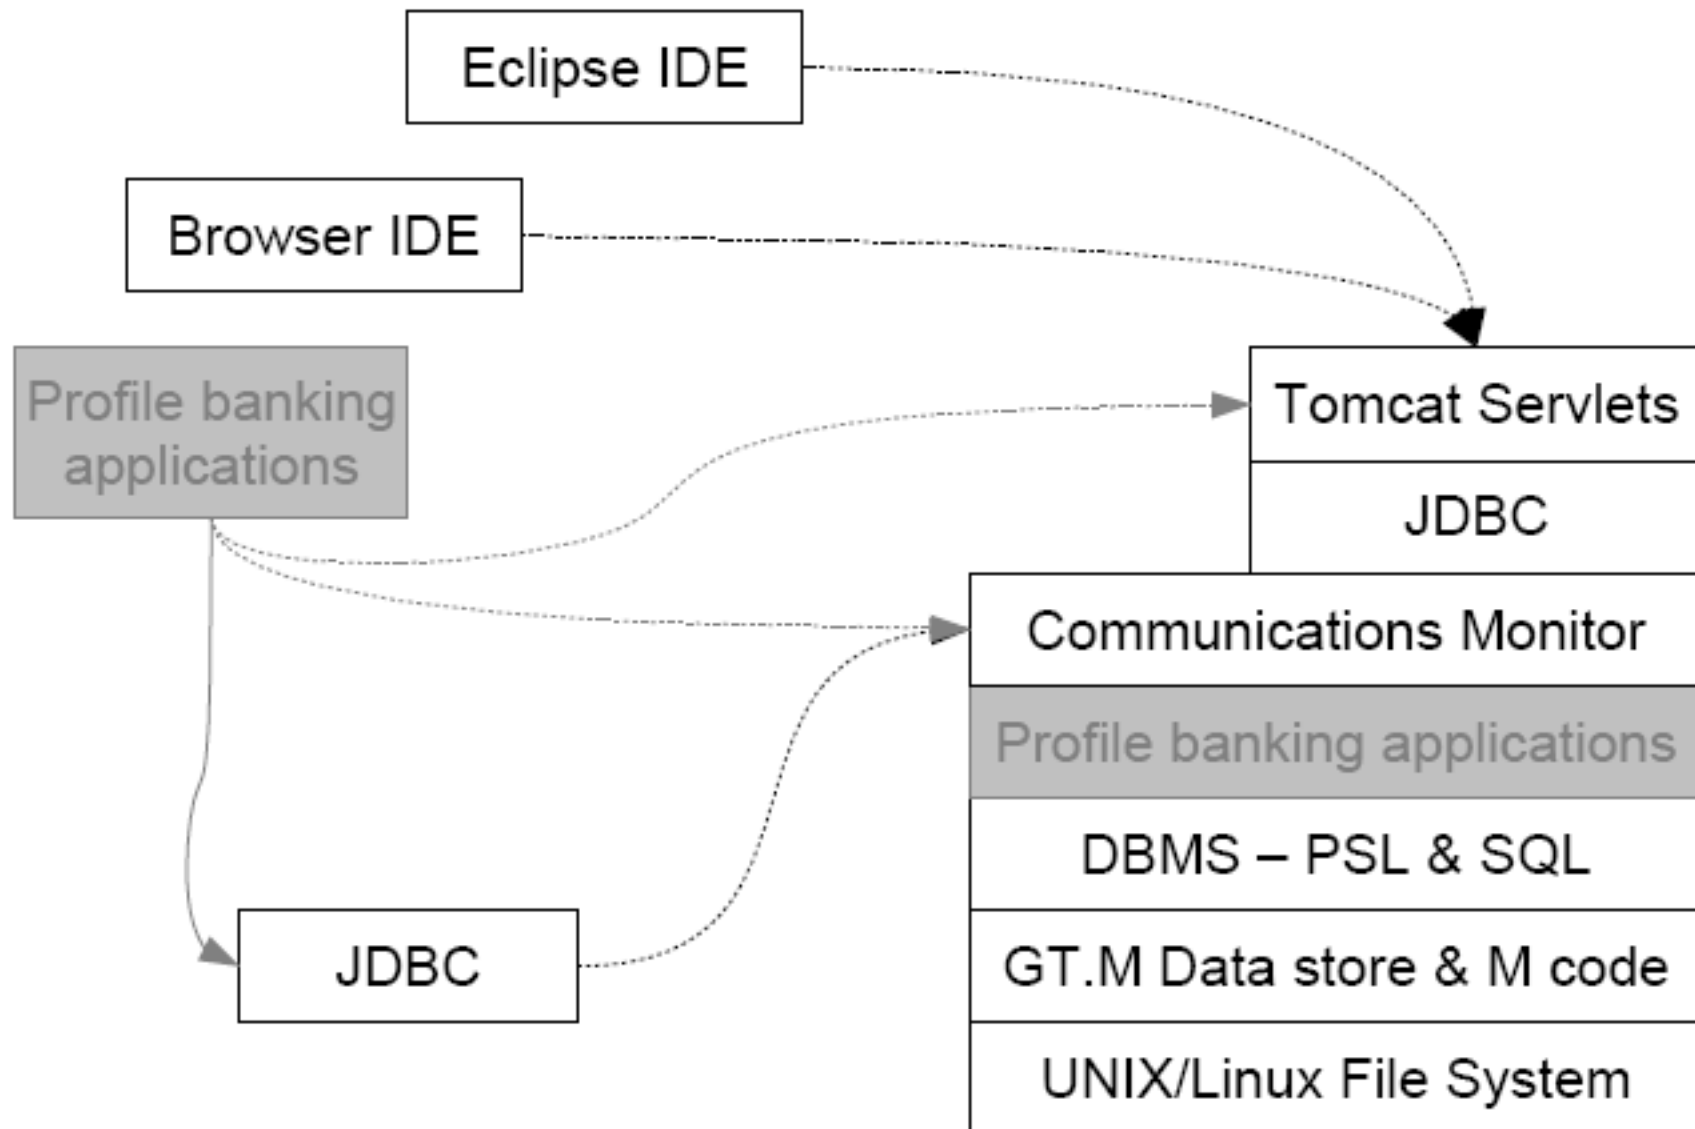 Eclipse IDE
Browser IDE
Profile banking
applications
Tomcat Servlets
JDBC
Communications Monitor
Profile banking applications
DBMS – PSL & SQL
JDBC
GT.M Data store & M code
UNIX/Linux File System